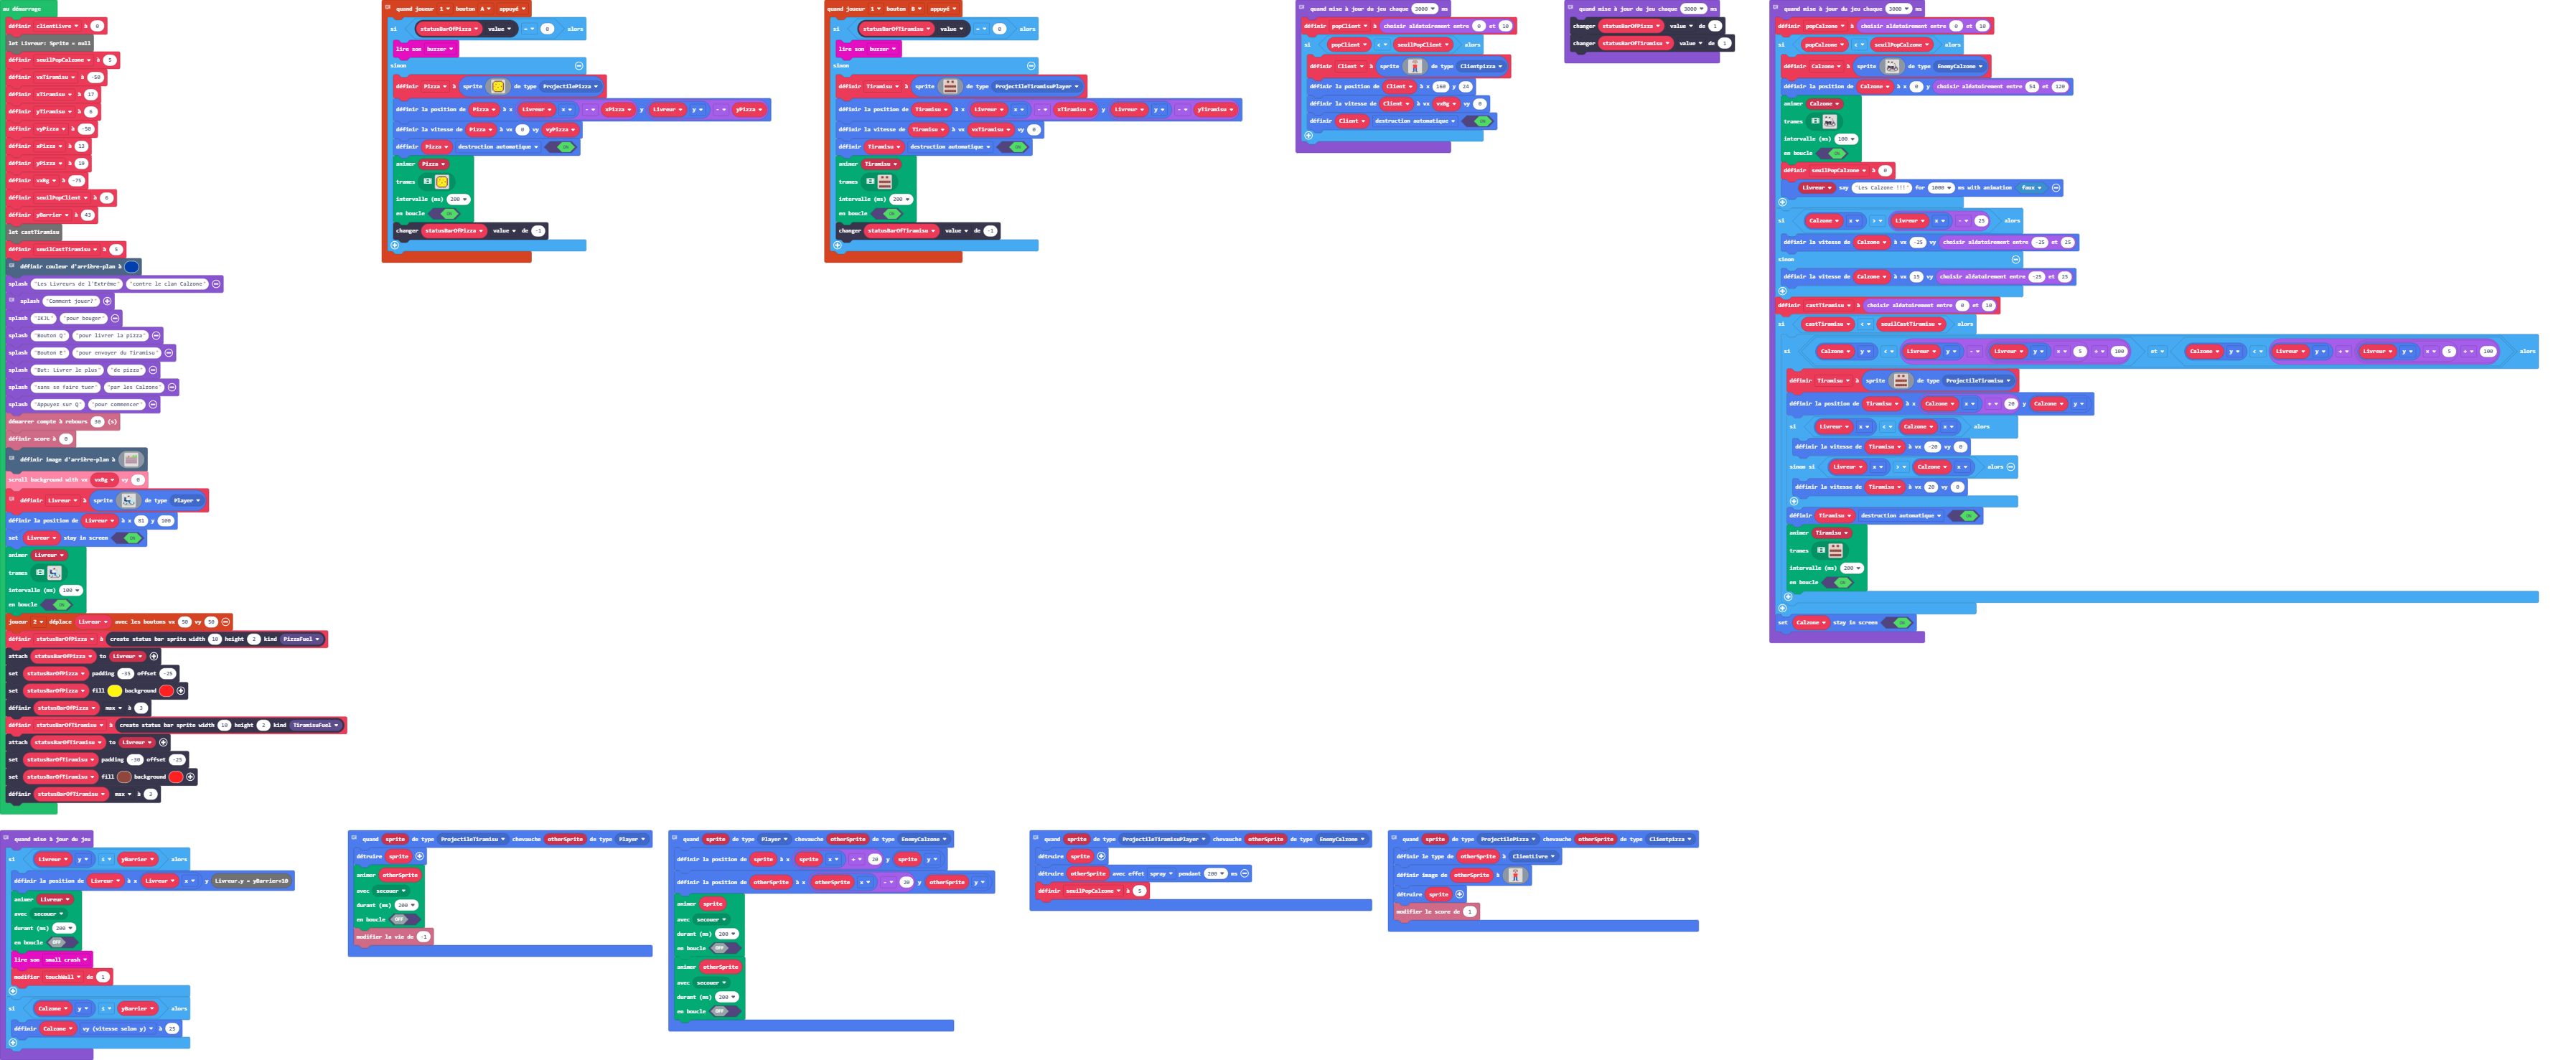 au démarrage
définir clientLivre à 0
let Livreur: Sprite = null
définir seuilPopCalzone à 5
définir vxTiramisu à -50
définir xTiramisu à 17
définir yTiramisu à 6
définir vyPizza à -50
définir xPizza à 13
définir yPizza à 19
définir vxBg à -75
définir seuilPopClient à 6
définir yBarrier à 43
let castTiramisu
définir seuilCastTiramisu à 5
définir couleur d'arrière-plan à
splash "Les Livreurs de l'Extrême" "contre le clan Calzone"
splash "Comment jouer?"
splash "IKJL" "pour bouger"
splash "Bouton Q" "pour livrer la pizza"
splash "Bouton E" "pour envoyer du Tiramisu"
splash "But: Livrer le plus" "de pizza"
splash "sans se faire tuer" "par les Calzone"
splash "Appuyez sur Q" "pour commencer"
démarrer compte à rebours 30 (s)
définir score à 0
définir image d'arrière-plan à
scroll background with vx vxBg vy 0
définir Livreur à sprite de type Player
définir la position de Livreur à x 81 y 100
set Livreur stay in screen ON
animer Livreur
trames
intervalle (ms) 100
en boucle ON
joueur 2 déplace Livreur avec les boutons vx 50 vy 50
définir statusBarOfPizza à create status bar sprite width 10 height 2 kind PizzaFuel
attach statusBarOfPizza to Livreur
set statusBarOfPizza padding -35 offset -25
set statusBarOfPizza fill background
définir statusBarOfPizza max à 3
définir statusBarOfTiramisu à create status bar sprite width 10 height 2 kind TiramisuFuel
attach statusBarOfTiramisu to Livreur
set statusBarOfTiramisu padding -30 offset -25
set statusBarOfTiramisu fill background
définir statusBarOfTiramisu max à 3
quand joueur 1 bouton A appuyé
si statusBarOfPizza value = 0 alors
lire son buzzer
sinon
définir Pizza à sprite de type ProjectilePizza
définir la position de Pizza à x Livreur x - xPizza y Livreur y - yPizza
définir la vitesse de Pizza à vx 0 vy vyPizza
définir Pizza destruction automatique ON
animer Pizza
trames
intervalle (ms) 200
en boucle ON
changer statusBarOfPizza value de -1
quand joueur 1 bouton B appuyé
si statusBarOfTiramisu value = 0 alors
lire son buzzer
sinon
définir Tiramisu à sprite de type ProjectileTiramisuPlayer
définir la position de Tiramisu à x Livreur x - xTiramisu y Livreur y - yTiramisu
définir la vitesse de Tiramisu à vx vxTiramisu vy 0
définir Tiramisu destruction automatique ON
animer Tiramisu
trames
intervalle (ms) 200
en boucle ON
changer statusBarOfTiramisu value de -1
quand mise à jour du jeu chaque 3000 ms
définir popClient à choisir aléatoirement entre 0 et 10
si popClient < seuilPopClient alors
définir Client à sprite de type Clientpizza
définir la position de Client à x 160 y 24
définir la vitesse de Client à vx vxBg vy 0
définir Client destruction automatique ON
quand mise à jour du jeu chaque 3000 ms
changer statusBarOfPizza value de 1
changer statusBarOfTiramisu value de 1
quand mise à jour du jeu chaque 3000 ms
définir popCalzone à choisir aléatoirement entre 0 et 10
si popCalzone < seuilPopCalzone alors
définir Calzone à sprite de type EnemyCalzone
définir la position de Calzone à x 0 y choisir aléatoirement entre 54 et 120
animer Calzone
trames
intervalle (ms) 100
en boucle ON
définir seuilPopCalzone à 0
Livreur say "Les Calzone !!!" for 1000 ms with animation faux
si Calzone x > Livreur x - 25 alors
définir la vitesse de Calzone à vx -25 vy choisir aléatoirement entre -25 et 25
sinon
définir la vitesse de Calzone à vx 15 vy choisir aléatoirement entre -25 et 25
définir castTiramisu à choisir aléatoirement entre 0 et 10
si castTiramisu < seuilCastTiramisu alors
si Calzone y < Livreur y - Livreur y × 5 ÷ 100 et Calzone y < Livreur y + Livreur y × 5 ÷ 100 alors
définir Tiramisu à sprite de type ProjectileTiramisu
définir la position de Tiramisu à x Calzone x + 20 y Calzone y
si Livreur x < Calzone x alors
définir la vitesse de Tiramisu à vx -20 vy 0
sinon si Livreur x > Calzone x alors
définir la vitesse de Tiramisu à vx 20 vy 0
définir Tiramisu destruction automatique ON
animer Tiramisu
trames
intervalle (ms) 200
en boucle ON
set Calzone stay in screen ON
quand mise à jour du jeu
si Livreur y ≤ yBarrier alors
définir la position de Livreur à x Livreur x y Livreur.y = yBarrier+10
animer Livreur
avec secouer
durant (ms) 200
en boucle OFF
lire son small crash
modifier touchWall de 1
si Calzone y ≤ yBarrier alors
définir Calzone vy (vitesse selon y) à 25
quand sprite de type ProjectileTiramisu chevauche otherSprite de type Player
détruire sprite
animer otherSprite
avec secouer
durant (ms) 200
en boucle OFF
modifier la vie de -1
quand sprite de type Player chevauche otherSprite de type EnemyCalzone
définir la position de sprite à x sprite x + 20 y sprite y
définir la position de otherSprite à x otherSprite x - 20 y otherSprite y
animer sprite
avec secouer
durant (ms) 200
en boucle OFF
animer otherSprite
avec secouer
durant (ms) 200
en boucle OFF
quand sprite de type ProjectileTiramisuPlayer chevauche otherSprite de type EnemyCalzone
détruire sprite
détruire otherSprite avec effet spray pendant 200 ms
définir seuilPopCalzone à 5
quand sprite de type ProjectilePizza chevauche otherSprite de type Clientpizza
définir le type de otherSprite à ClientLivre
définir image de otherSprite à
détruire sprite
modifier le score de 1